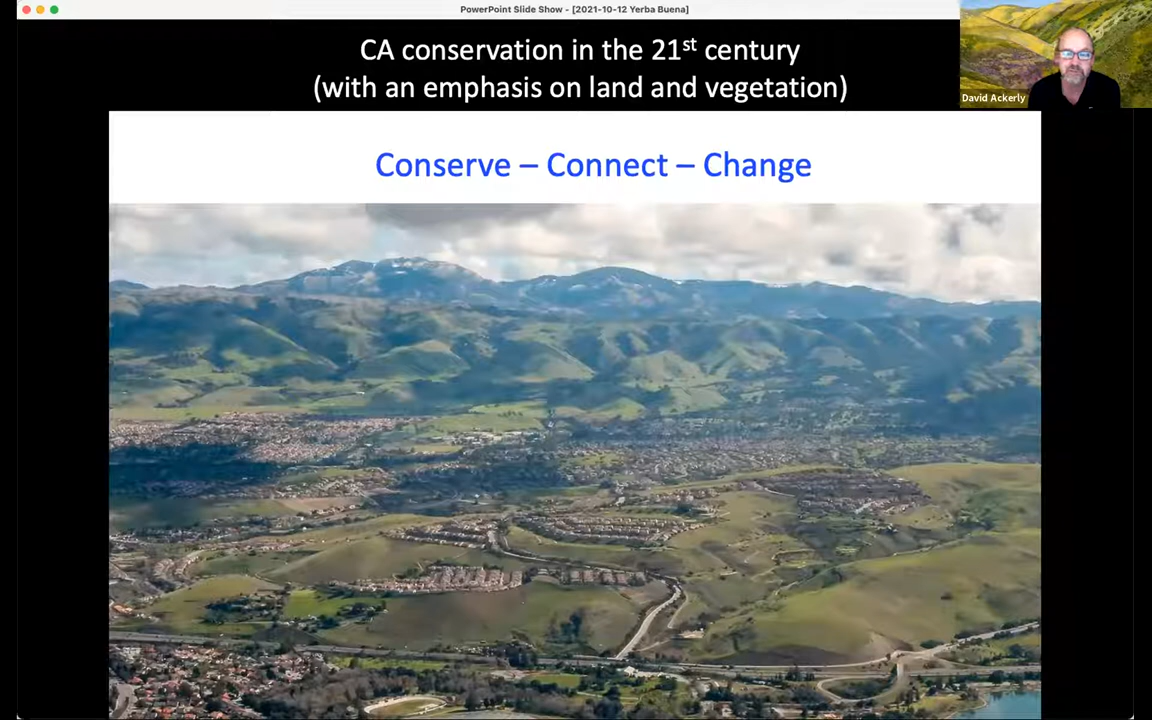 PowerPoint Slide Show - [2021-10-12 Yerba Buena]
CA conservation in the 21st century
(with an emphasis on land and vegetation)
David Ackerly
Conserve – Connect – Change